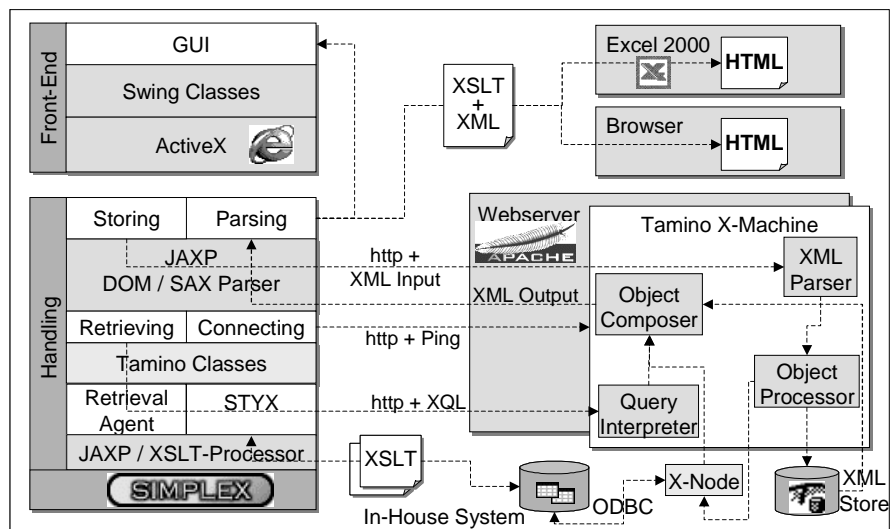 Front-End
GUI
Swing Classes
ActiveX
XSLT
+
XML
Excel 2000
HTML
Browser
HTML
Handling
Storing
Parsing
JAXP
DOM / SAX Parser
Retrieving
Connecting
Tamino Classes
Retrieval
Agent
STYX
JAXP / XSLT-Processor
SIMPLEX
http +
XML Input
XML Output
http + Ping
http + XQL
XSLT
In-House System
ODBC
Webserver
APACHE
Tamino X-Machine
XML
Parser
Object
Composer
Object
Processor
Query
Interpreter
X-Node
XML
Store